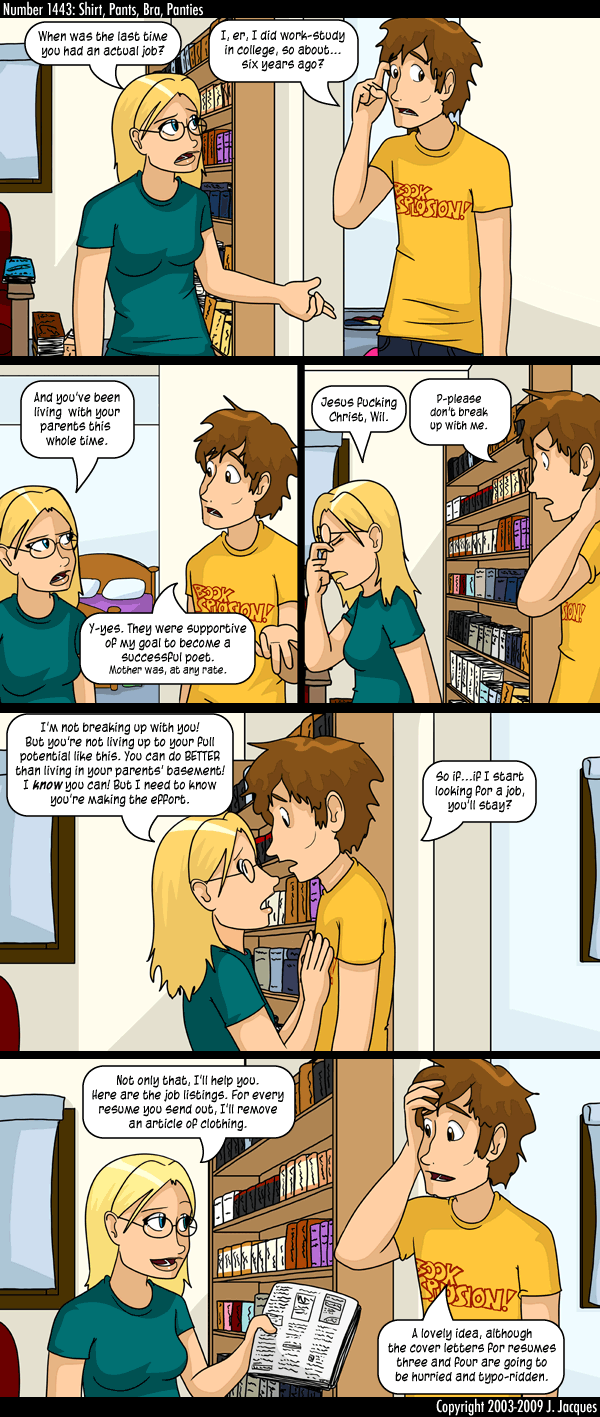 Number 1443: Shirt, Pants, Bra, Panties
When was the last time
you had an actual job?
I, er, I did work-study
in college, so about...
six years ago?
BOOK
SPLOSION!
And you've been
living with your
parents this
whole time.
BOOK
SPLOSION!
Y-yes. They were supportive
of my goal to become a
successful poet.
Mother was, at any rate.
Jesus fucking
Christ, Wil.
P-please
don't break
up with me.
I'm not breaking up with you!
But you're not living up to your full
potential like this. You can do BETTER
than living in your parents' basement!
I know you can! But I need to know
you're making the effort.
So if...if I start
looking for a job,
you'll stay?
Not only that, I'll help you.
Here are the job listings. For every
resume you send out, I'll remove
an article of clothing.
BOOK
SPLOSION!
A lovely idea, although
the cover letters for resumes
three and four are going to
be hurried and typo-ridden.
Copyright 2003-2009 J. Jacques